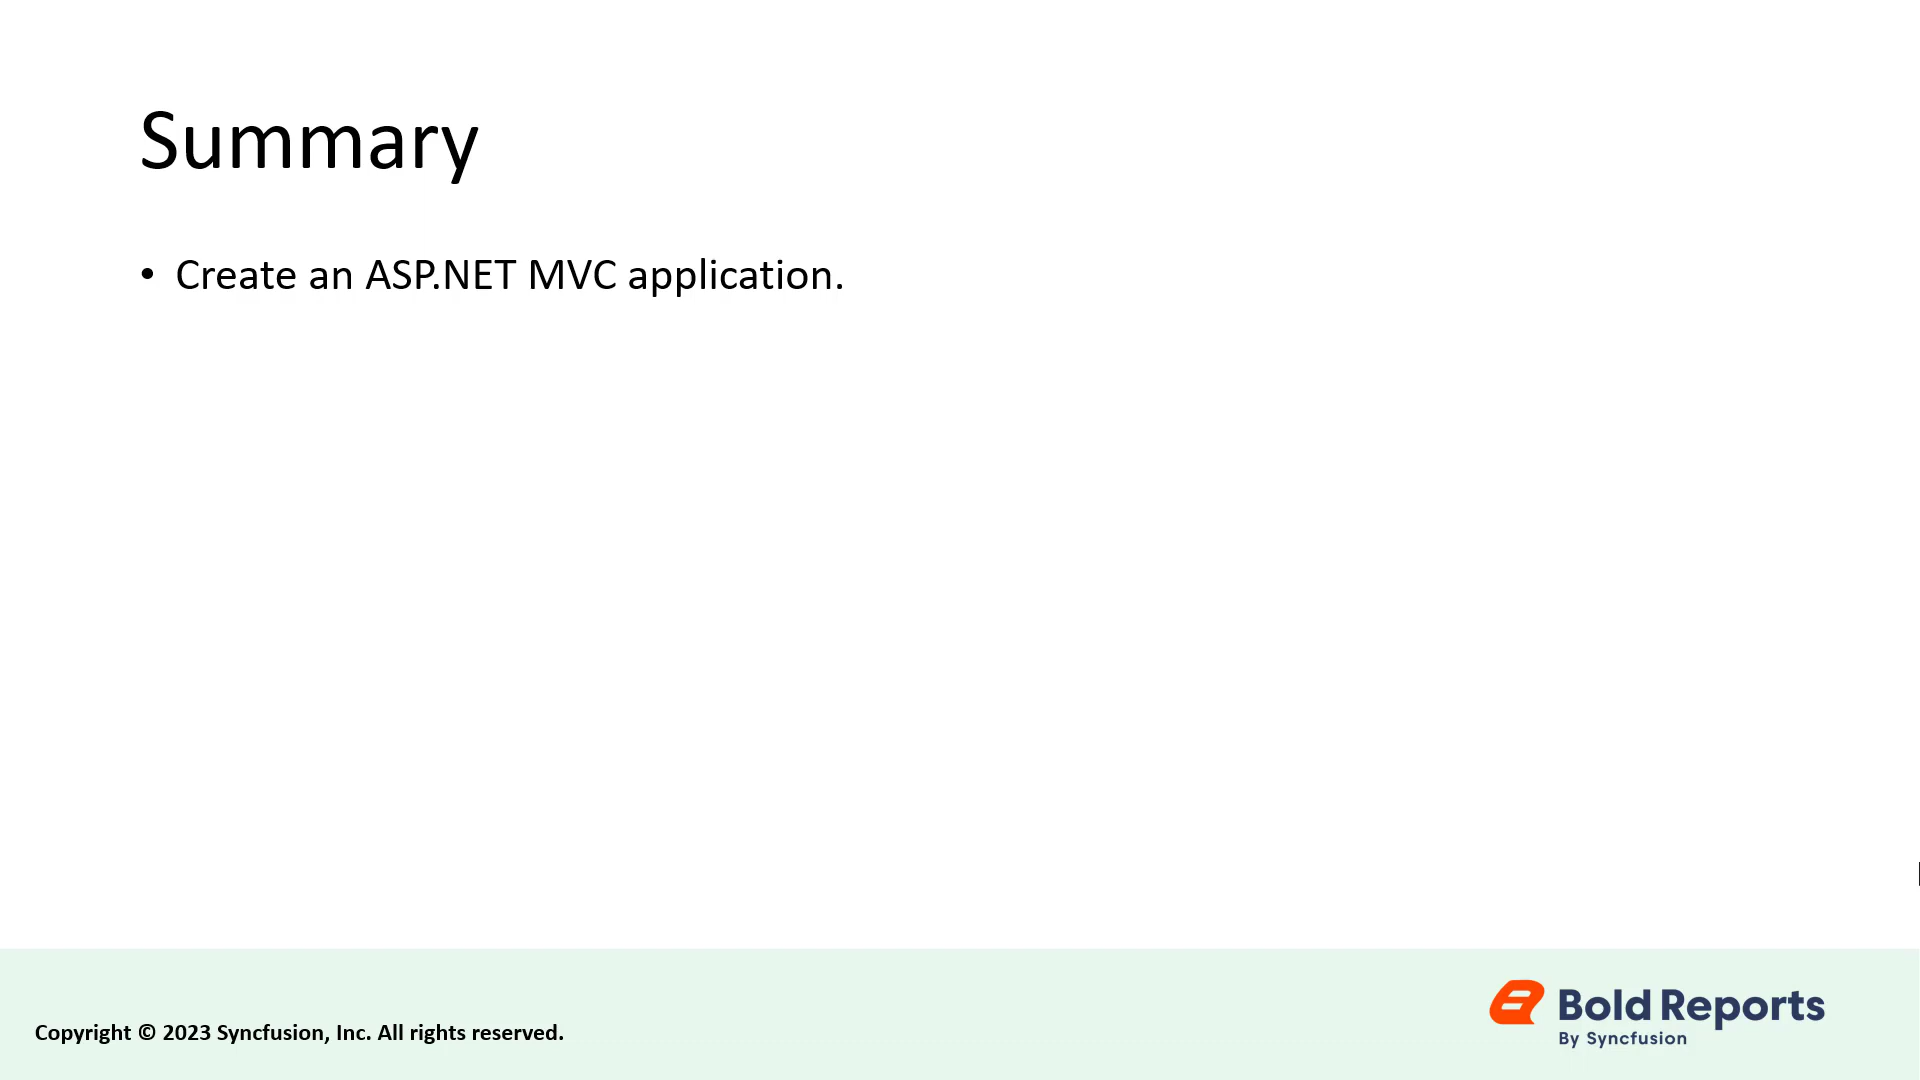 Summary
• Create an ASP.NET MVC application.
Copyright © 2023 Syncfusion, Inc. All rights reserved.
Bold Reports
By Syncfusion